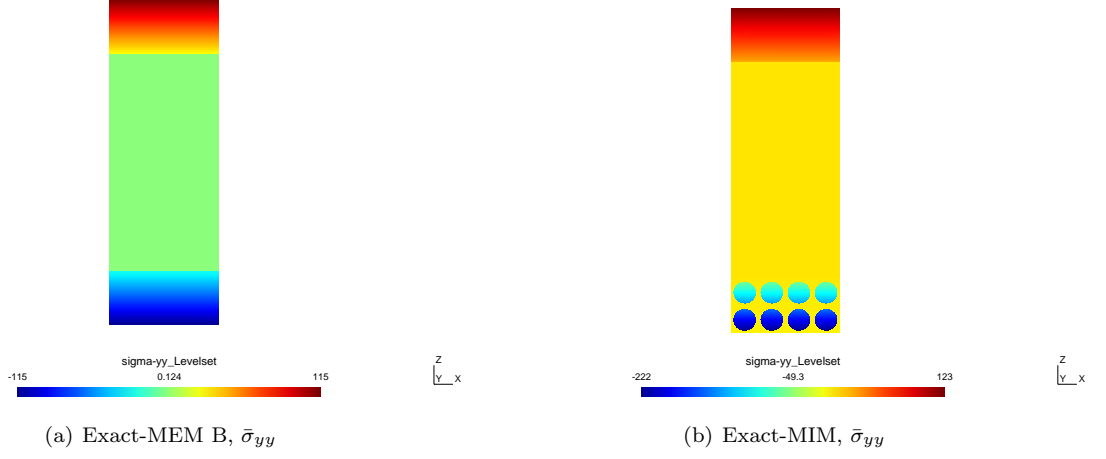 sigma-yy_Levelset
-115 0.124 115
Z
Y X
(a) Exact-MEM B, σ̄yy
sigma-yy_Levelset
-222 -49.3 123
Z
Y X
(b) Exact-MIM, σ̄yy